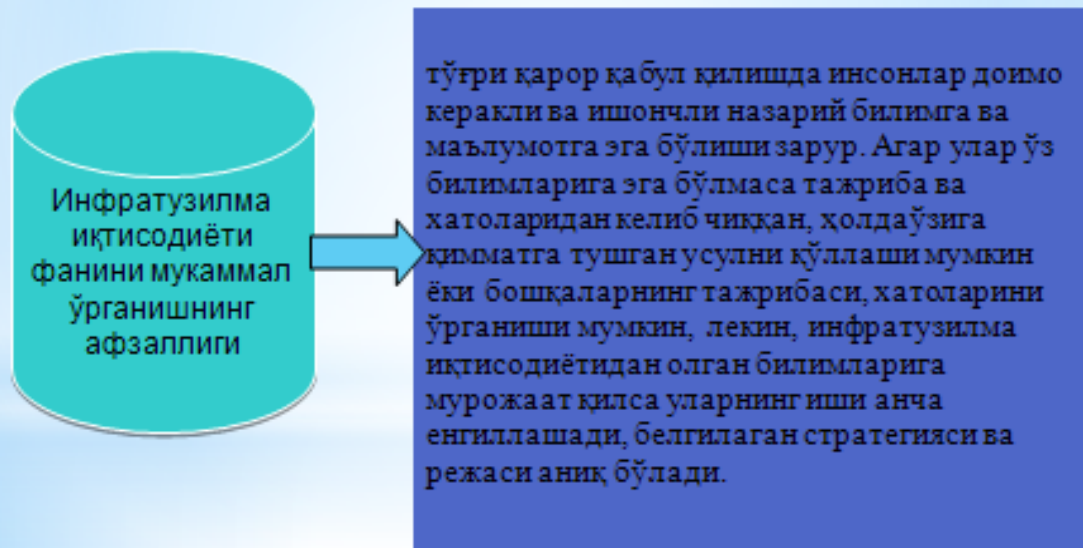 Инфратузилма
иқтисодиёти
фанини мукаммал
ўрганишнинг
афзаллиги
тўғри қарор қабул қилишда инсонлар доимо
керакли ва ишончли назарий билимга ва
маълумотга эга бўлиши зарур. Агар улар ўз
билимларига эга бўлмаса тажриба ва
хатоларидан келиб чиққан, ҳолдаўзига
қимматга тушган усулни қўллаши мумкин
ёки бошқаларнинг тажрибаси, хатоларини
ўрганиши мумкин, лекин, инфратузилма
иқтисодиётидан олган билимларига
мурожаат қилса уларнинг иши анча
енгиллашади, белгилаган стратегияси ва
режаси аниқ бўлади.